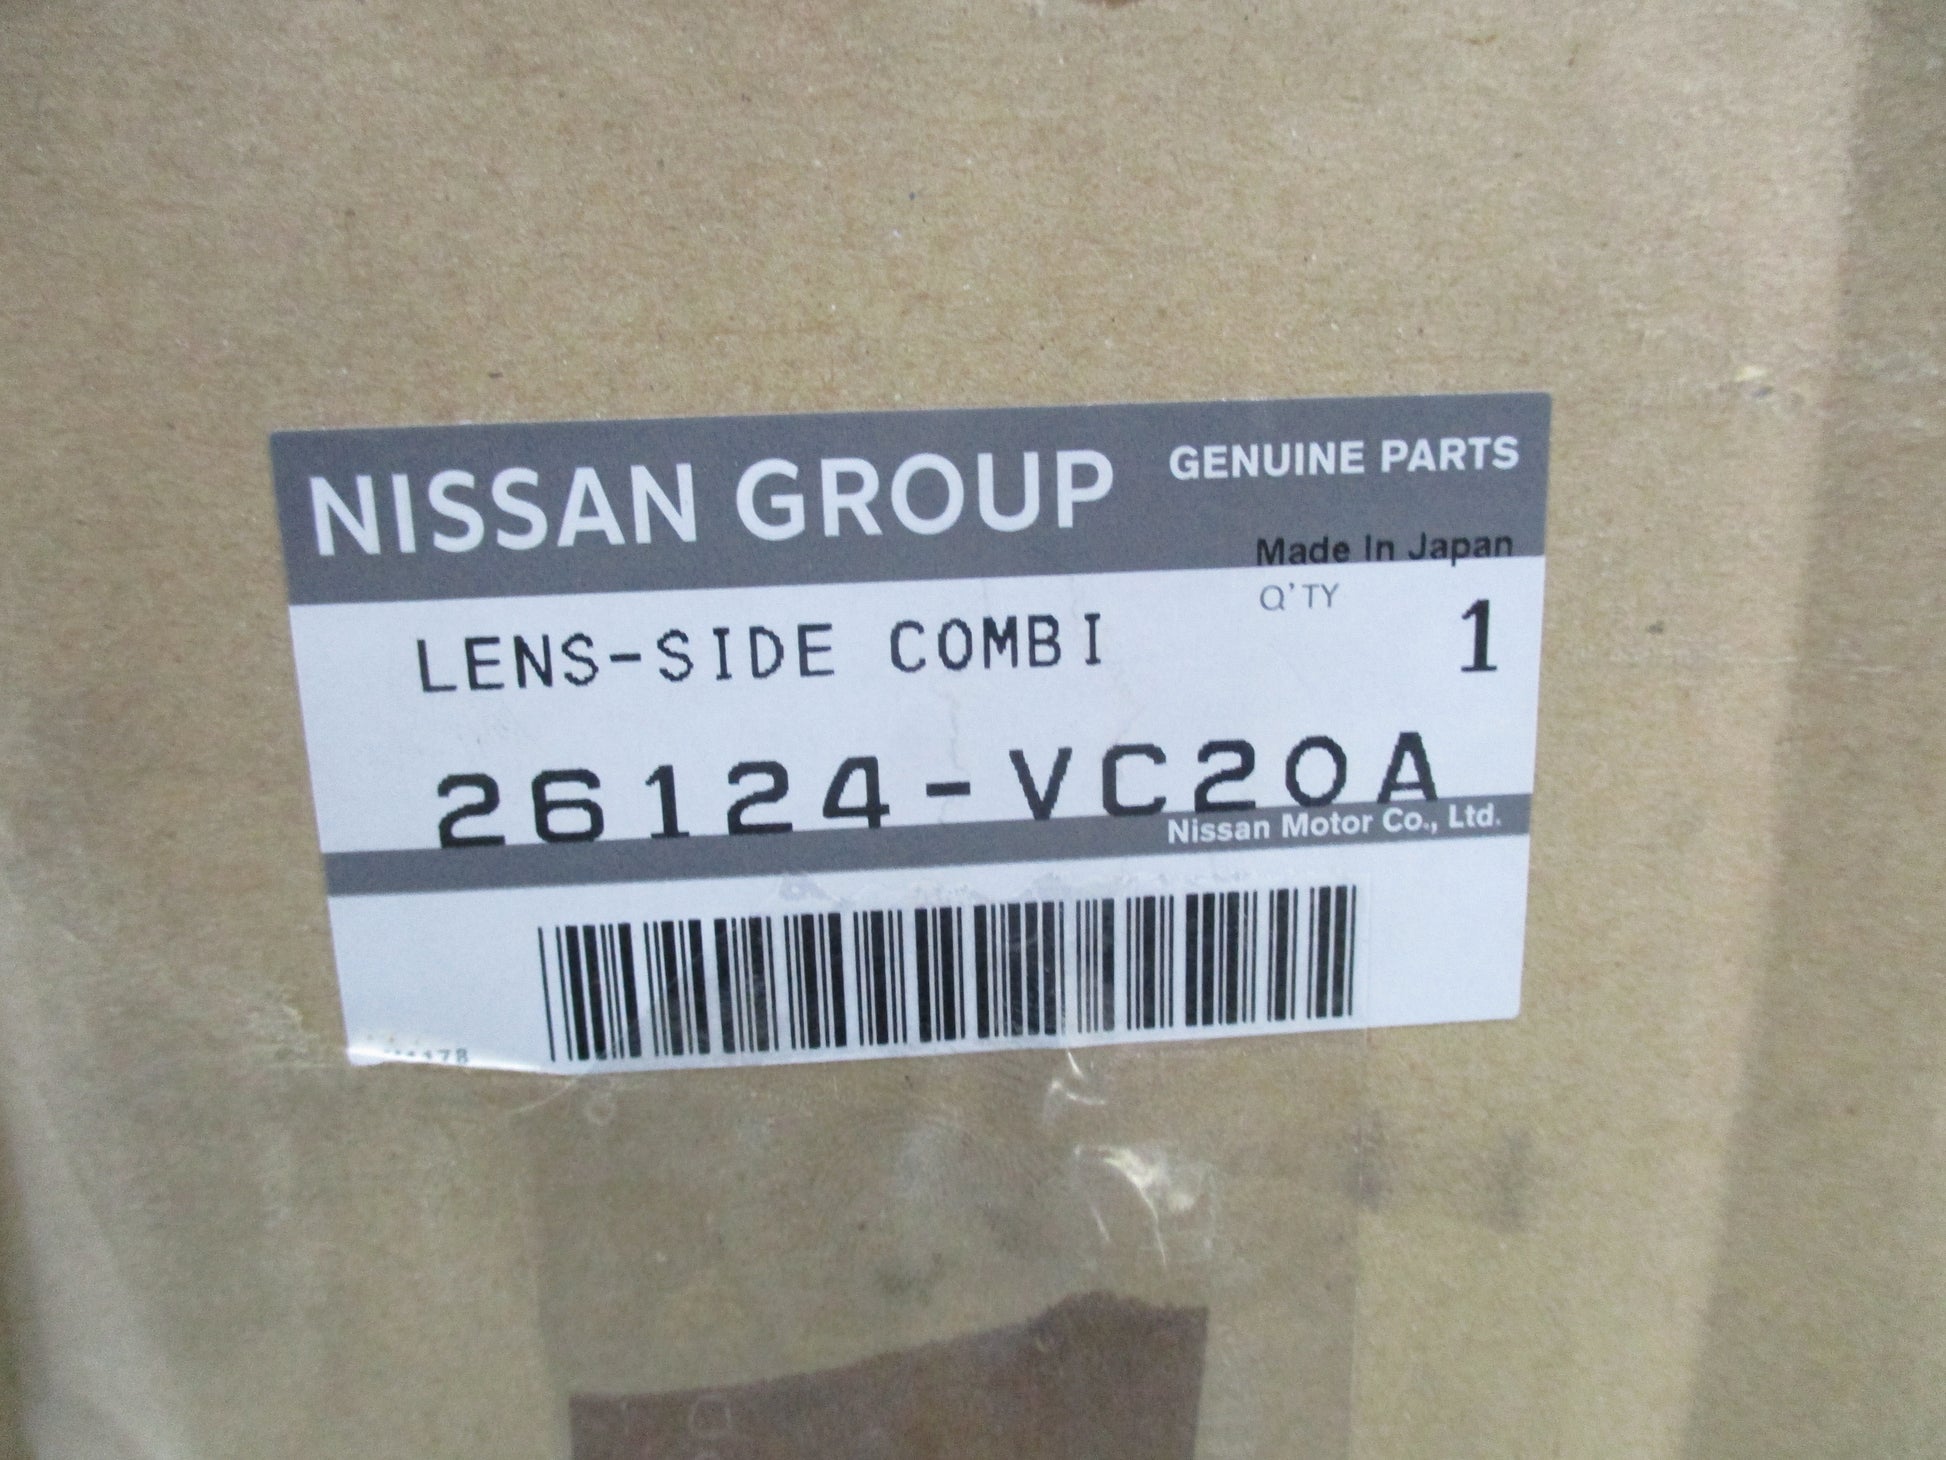 NISSAN GROUP
GENUINE PARTS
Made In Japan
Q'TY
LENS-SIDE COMBI
1
26124-VC20A
Nissan Motor Co., Ltd.